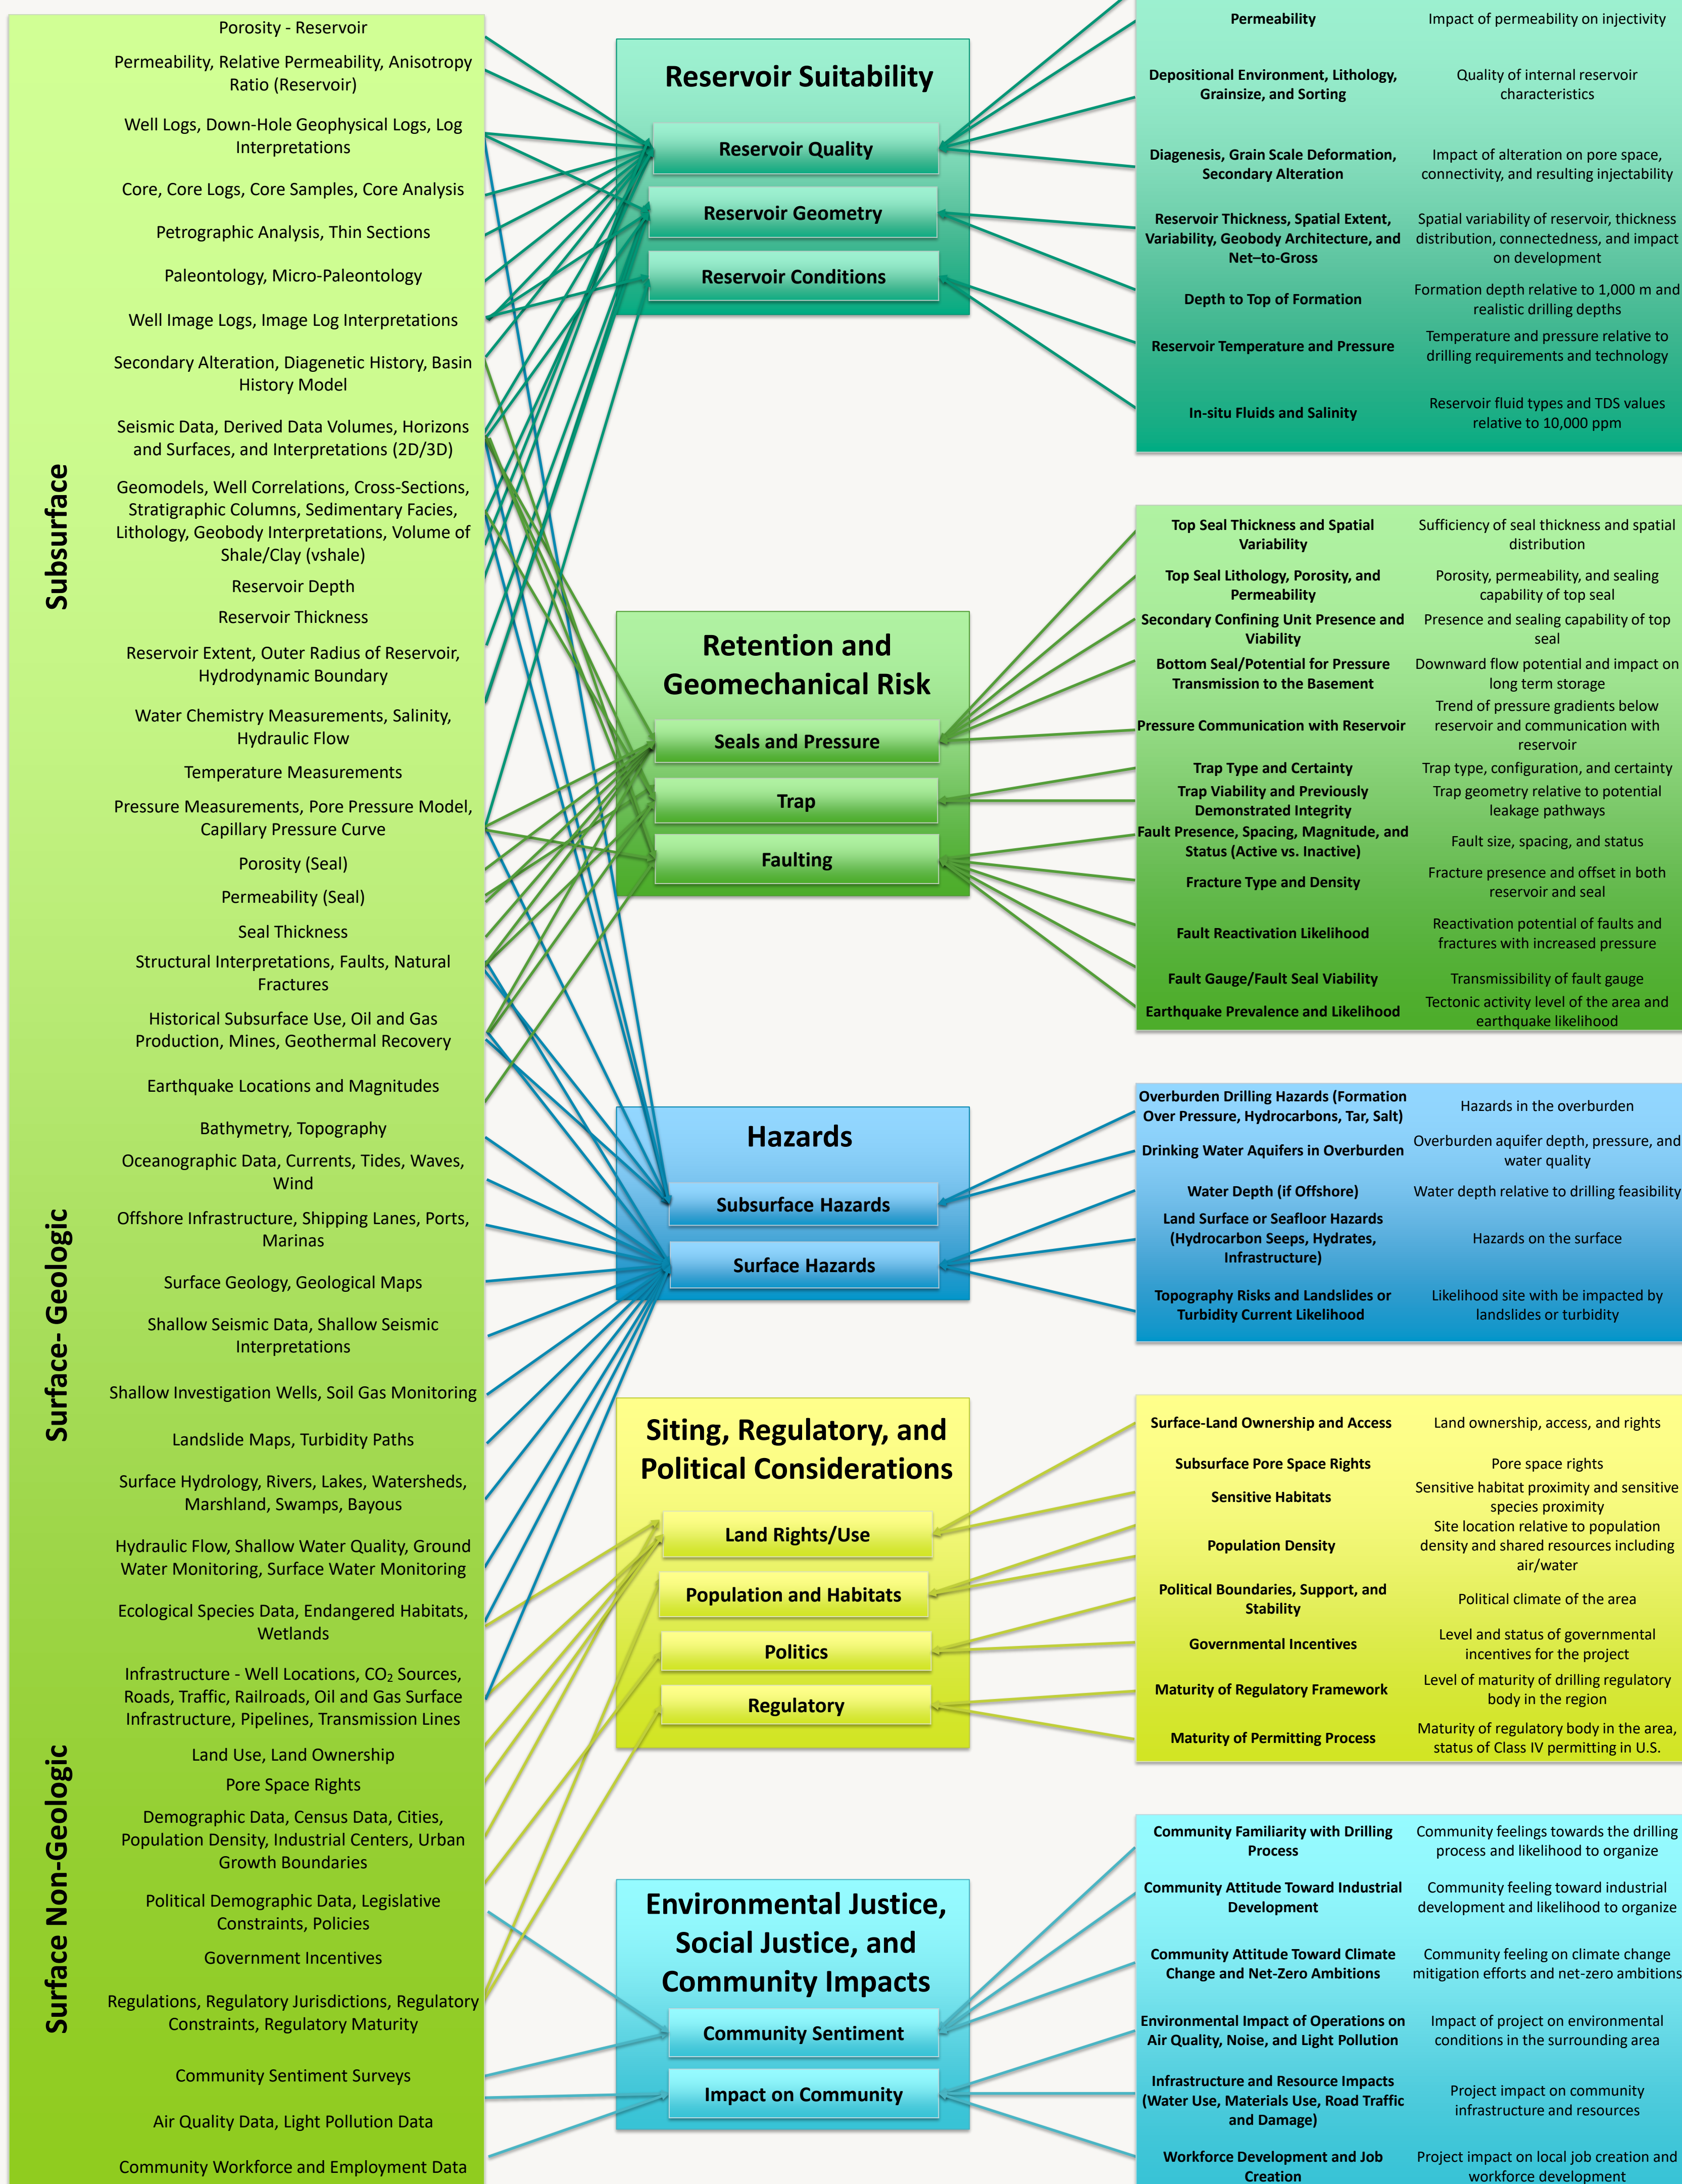 Subsurface
Porosity - Reservoir
Permeability, Relative Permeability, Anisotropy
Ratio (Reservoir)
Well Logs, Down-Hole Geophysical Logs, Log
Interpretations
Core, Core Logs, Core Samples, Core Analysis
Petrographic Analysis, Thin Sections
Paleontology, Micro-Paleontology
Well Image Logs, Image Log Interpretations
Secondary Alteration, Diagenetic History, Basin
History Model
Seismic Data, Derived Data Volumes, Horizons
and Surfaces, and Interpretations (2D/3D)
Geomodels, Well Correlations, Cross-Sections,
Stratigraphic Columns, Sedimentary Facies,
Lithology, Geobody Interpretations, Volume of
Shale/Clay (vshale)
Reservoir Depth
Reservoir Thickness
Reservoir Extent, Outer Radius of Reservoir,
Hydrodynamic Boundary
Water Chemistry Measurements, Salinity,
Hydraulic Flow
Temperature Measurements
Pressure Measurements, Pore Pressure Model,
Capillary Pressure Curve
Porosity (Seal)
Permeability (Seal)
Seal Thickness
Structural Interpretations, Faults, Natural
Fractures
Historical Subsurface Use, Oil and Gas
Production, Mines, Geothermal Recovery
Earthquake Locations and Magnitudes
Surface- Geologic
Bathymetry, Topography
Oceanographic Data, Currents, Tides, Waves,
Wind
Offshore Infrastructure, Shipping Lanes, Ports,
Marinas
Surface Geology, Geological Maps
Shallow Seismic Data, Shallow Seismic
Interpretations
Shallow Investigation Wells, Soil Gas Monitoring
Landslide Maps, Turbidity Paths
Surface Hydrology, Rivers, Lakes, Watersheds,
Marshland, Swamps, Bayous
Hydraulic Flow, Shallow Water Quality, Ground
Water Monitoring, Surface Water Monitoring
Surface Non-Geologic
Ecological Species Data, Endangered Habitats,
Wetlands
Infrastructure - Well Locations, CO2 Sources,
Roads, Traffic, Railroads, Oil and Gas Surface
Infrastructure, Pipelines, Transmission Lines
Land Use, Land Ownership
Pore Space Rights
Demographic Data, Census Data, Cities,
Population Density, Industrial Centers, Urban
Growth Boundaries
Political Demographic Data, Legislative
Constraints, Policies
Government Incentives
Regulations, Regulatory Jurisdictions, Regulatory
Constraints, Regulatory Maturity
Community Sentiment Surveys
Air Quality Data, Light Pollution Data
Community Workforce and Employment Data
Reservoir Suitability
Reservoir Quality
Reservoir Geometry
Reservoir Conditions
Retention and
Geomechanical Risk
Seals and Pressure
Trap
Faulting
Hazards
Subsurface Hazards
Surface Hazards
Siting, Regulatory, and
Political Considerations
Land Rights/Use
Population and Habitats
Politics
Regulatory
Environmental Justice,
Social Justice, and
Community Impacts
Community Sentiment
Impact on Community
Permeability
Impact of permeability on injectivity
Depositional Environment, Lithology,
Grainsize, and Sorting
Quality of internal reservoir
characteristics
Diagenesis, Grain Scale Deformation,
Secondary Alteration
Impact of alteration on pore space,
connectivity, and resulting injectability
Reservoir Thickness, Spatial Extent,
Variability, Geobody Architecture, and
Net–to-Gross
Spatial variability of reservoir, thickness
distribution, connectedness, and impact
on development
Depth to Top of Formation
Formation depth relative to 1,000 m and
realistic drilling depths
Reservoir Temperature and Pressure
Temperature and pressure relative to
drilling requirements and technology
In-situ Fluids and Salinity
Reservoir fluid types and TDS values
relative to 10,000 ppm
Top Seal Thickness and Spatial
Variability
Sufficiency of seal thickness and spatial
distribution
Top Seal Lithology, Porosity, and
Permeability
Porosity, permeability, and sealing
capability of top seal
Secondary Confining Unit Presence and
Viability
Presence and sealing capability of top
seal
Bottom Seal/Potential for Pressure
Transmission to the Basement
Downward flow potential and impact on
long term storage
Pressure Communication with Reservoir
Trend of pressure gradients below
reservoir and communication with
reservoir
Trap Type and Certainty
Trap type, configuration, and certainty
Trap Viability and Previously
Demonstrated Integrity
Trap geometry relative to potential
leakage pathways
Fault Presence, Spacing, Magnitude, and
Status (Active vs. Inactive)
Fault size, spacing, and status
Fracture Type and Density
Fracture presence and offset in both
reservoir and seal
Fault Reactivation Likelihood
Reactivation potential of faults and
fractures with increased pressure
Fault Gauge/Fault Seal Viability
Transmissibility of fault gauge
Earthquake Prevalence and Likelihood
Tectonic activity level of the area and
earthquake likelihood
Overburden Drilling Hazards (Formation
Over Pressure, Hydrocarbons, Tar, Salt)
Hazards in the overburden
Drinking Water Aquifers in Overburden
Overburden aquifer depth, pressure, and
water quality
Water Depth (if Offshore)
Water depth relative to drilling feasibility
Land Surface or Seafloor Hazards
(Hydrocarbon Seeps, Hydrates,
Infrastructure)
Hazards on the surface
Topography Risks and Landslides or
Turbidity Current Likelihood
Likelihood site with be impacted by
landslides or turbidity
Surface-Land Ownership and Access
Land ownership, access, and rights
Subsurface Pore Space Rights
Pore space rights
Sensitive Habitats
Sensitive habitat proximity and sensitive
species proximity
Population Density
Site location relative to population
density and shared resources including
air/water
Political Boundaries, Support, and
Stability
Political climate of the area
Governmental Incentives
Level and status of governmental
incentives for the project
Maturity of Regulatory Framework
Level of maturity of drilling regulatory
body in the region
Maturity of Permitting Process
Maturity of regulatory body in the area,
status of Class IV permitting in U.S.
Community Familiarity with Drilling
Process
Community feelings towards the drilling
process and likelihood to organize
Community Attitude Toward Industrial
Development
Community feeling toward industrial
development and likelihood to organize
Community Attitude Toward Climate
Change and Net-Zero Ambitions
Community feeling on climate change
mitigation efforts and net-zero ambitions
Environmental Impact of Operations on
Air Quality, Noise, and Light Pollution
Impact of project on environmental
conditions in the surrounding area
Infrastructure and Resource Impacts
(Water Use, Materials Use, Road Traffic
and Damage)
Project impact on community
infrastructure and resources
Workforce Development and Job
Creation
Project impact on local job creation and
workforce development